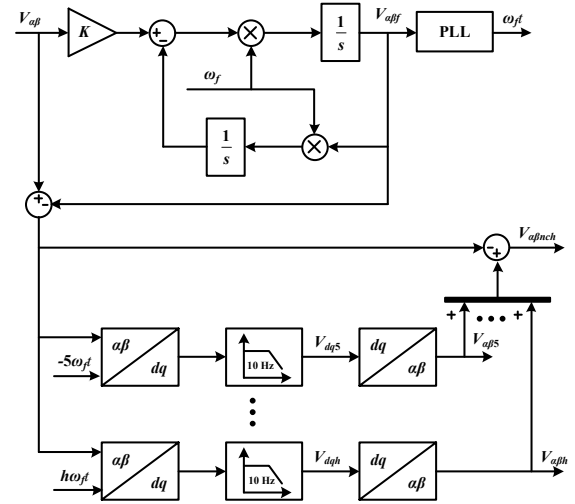 Vαβ
K
+
-
×
1
s
Vαβf
PLL
ωft
ωf
1
s
×
+
-
-
+
Vαβnch
+
+
αβ
dq
-5ωft
10 Hz
Vdq5
dq
αβ
Vαβ5
αβ
dq
hωft
10 Hz
Vdqh
dq
αβ
Vαβh